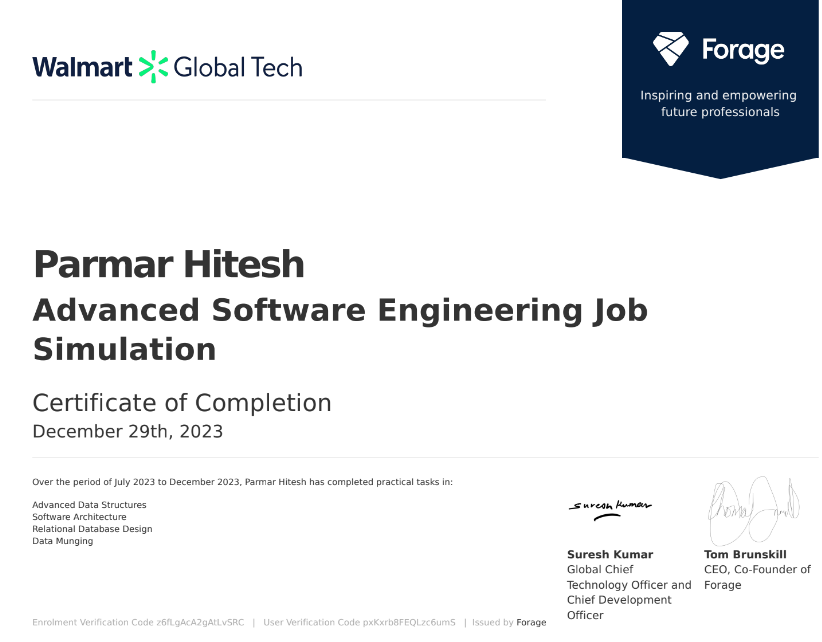 Walmart Global Tech
Forage
Inspiring and empowering
future professionals
Parmar Hitesh
Advanced Software Engineering Job
Simulation
Certificate of Completion
December 29th, 2023
Over the period of July 2023 to December 2023, Parmar Hitesh has completed practical tasks in:
Advanced Data Structures
Software Architecture
Relational Database Design
Data Munging
Suresh Kumar
Suresh Kumar
Global Chief
Technology Officer and
Chief Development
Officer
Tom Brunskill
CEO, Co-Founder of
Forage
Enrolment Verification Code z6fLgAcA2gAtLvSRC | User Verification Code pxKxrb8FEQLzc6umS | Issued by Forage